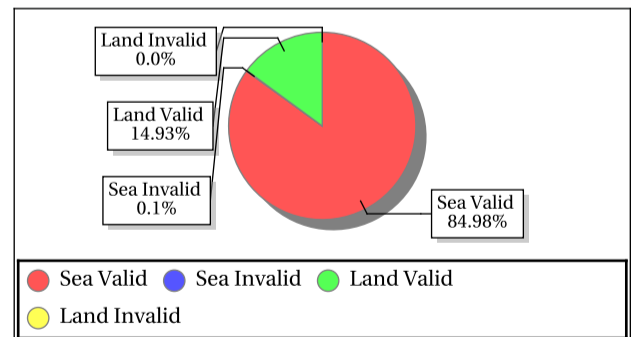 Land Invalid
0.0%
Land Valid
14.93%
Sea Invalid
0.1%
Sea Valid
84.98%
Sea Valid Sea Invalid Land Valid
Land Invalid